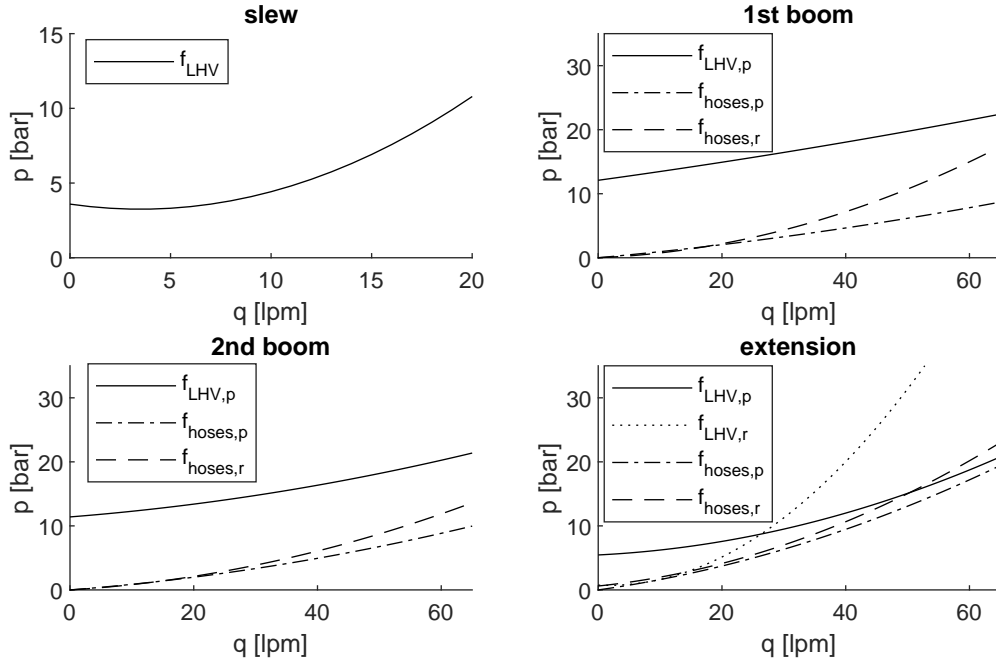 slew
p [bar]
15
10
5
0
f_LHV
0 5 10 15 20
q [lpm]
1st boom
p [bar]
30
20
10
0
f_LHV,p
f_hoses,p
f_hoses,r
0 20 40 60
q [lpm]
2nd boom
p [bar]
30
20
10
0
f_LHV,p
f_hoses,p
f_hoses,r
0 20 40 60
q [lpm]
extension
p [bar]
30
20
10
0
f_LHV,p
f_LHV,r
f_hoses,p
f_hoses,r
0 20 40 60
q [lpm]